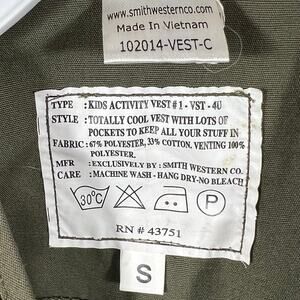 www.smithwesternco.com
Made In Vietnam
102014-VEST-C
TYPE : KIDS ACTIVITY VEST # 1 - VST - 4U
STYLE : TOTALLY COOL VEST WITH LOTS OF
POCKETS TO KEEP ALL YOUR STUFF IN
FABRIC : 67% POLYESTER, 33% COTTON. VENTING 100%
POLYESTER.
MFR : EXCLUSIVELY BY : SMITH WESTERN CO.
CARE : MACHINE WASH - HANG DRY-NO BLEACH
30°C P
RN # 43751
S